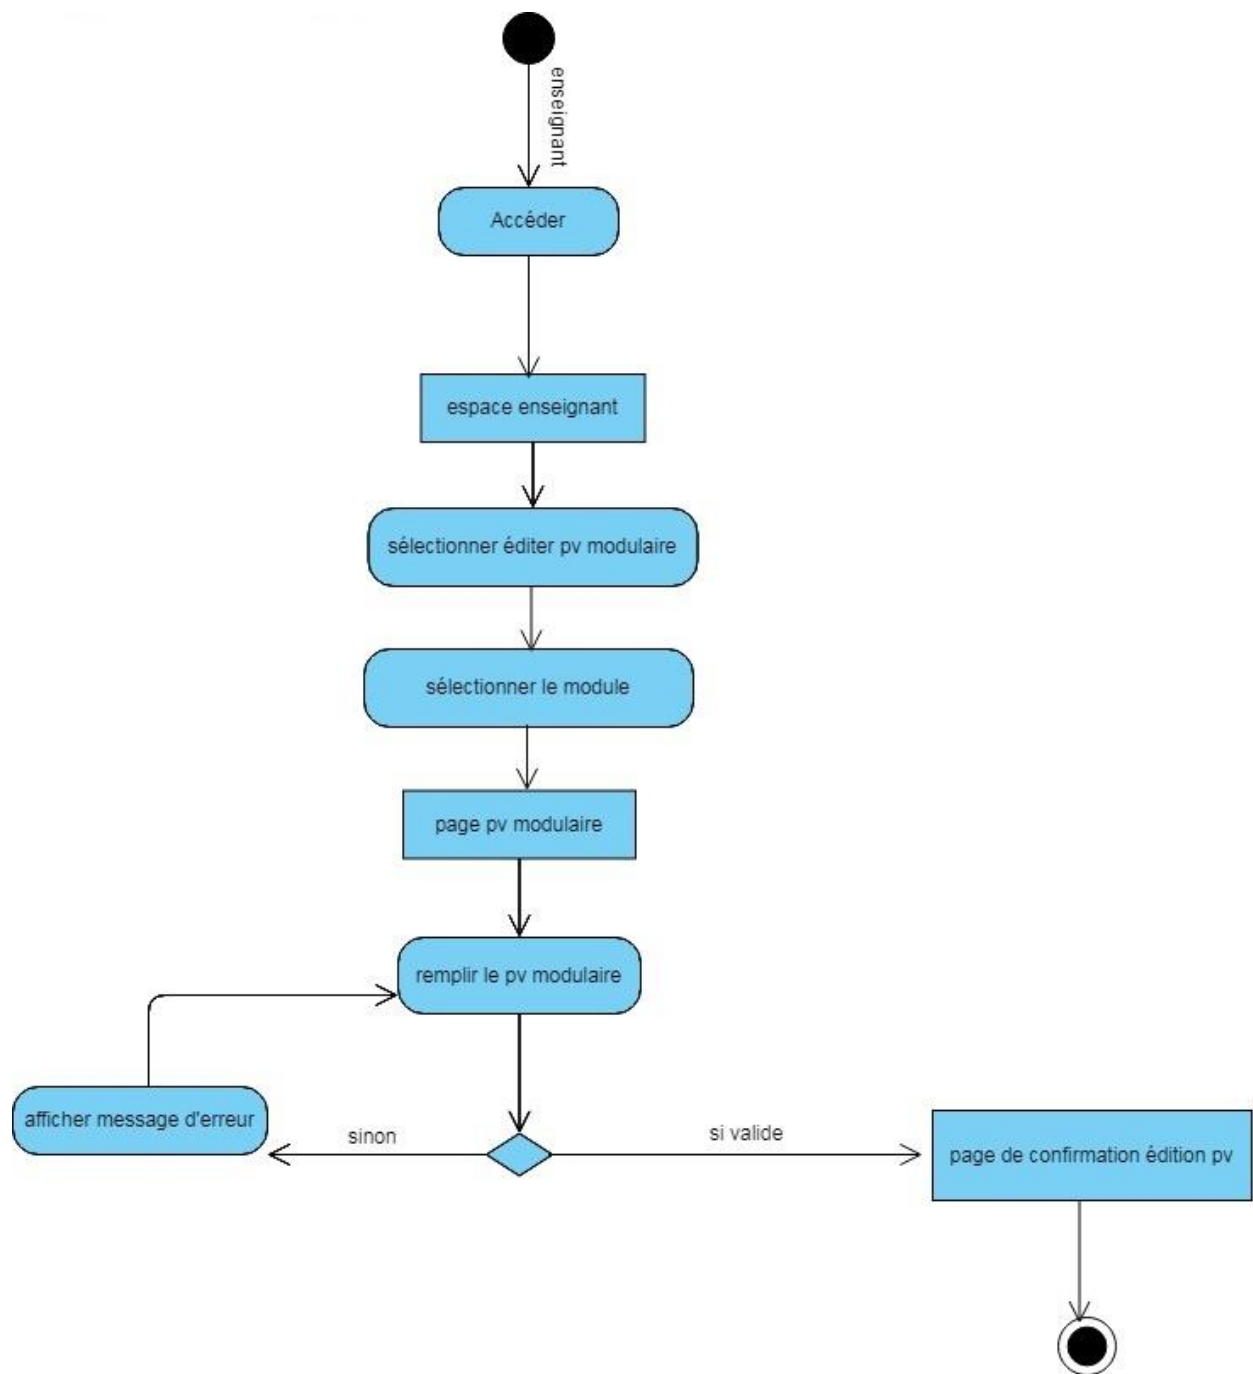 enseignant
Accéder
espace enseignant
sélectionner éditer pv modulaire
sélectionner le module
page pv modulaire
remplir le pv modulaire
afficher message d'erreur
sinon
si valide
page de confirmation édition pv